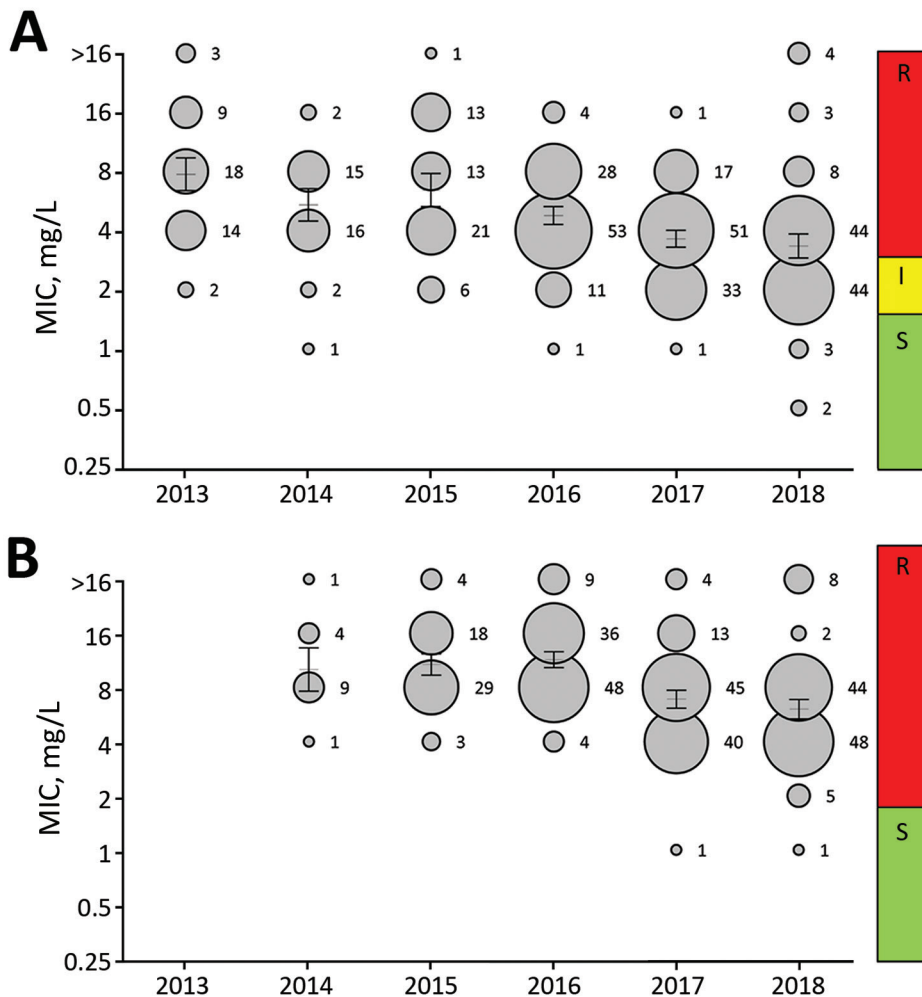 A
MIC, mg/L
>16 3 1 4 R
16 9 2 13 4 1 3
8 18 15 13 28 17 8
4 14 16 21 53 51 44
I
2 2 2 6 11 33 44
1 1 1 1 3 S
0.5 2
0.25
2013 2014 2015 2016 2017 2018
B
MIC, mg/L
R
>16 1 4 9 4 8
16 4 18 36 13 2
8 9 29 48 45 44
4 1 3 4 40 48
2 5
S
1 1 1
0.5
0.25
2013 2014 2015 2016 2017 2018